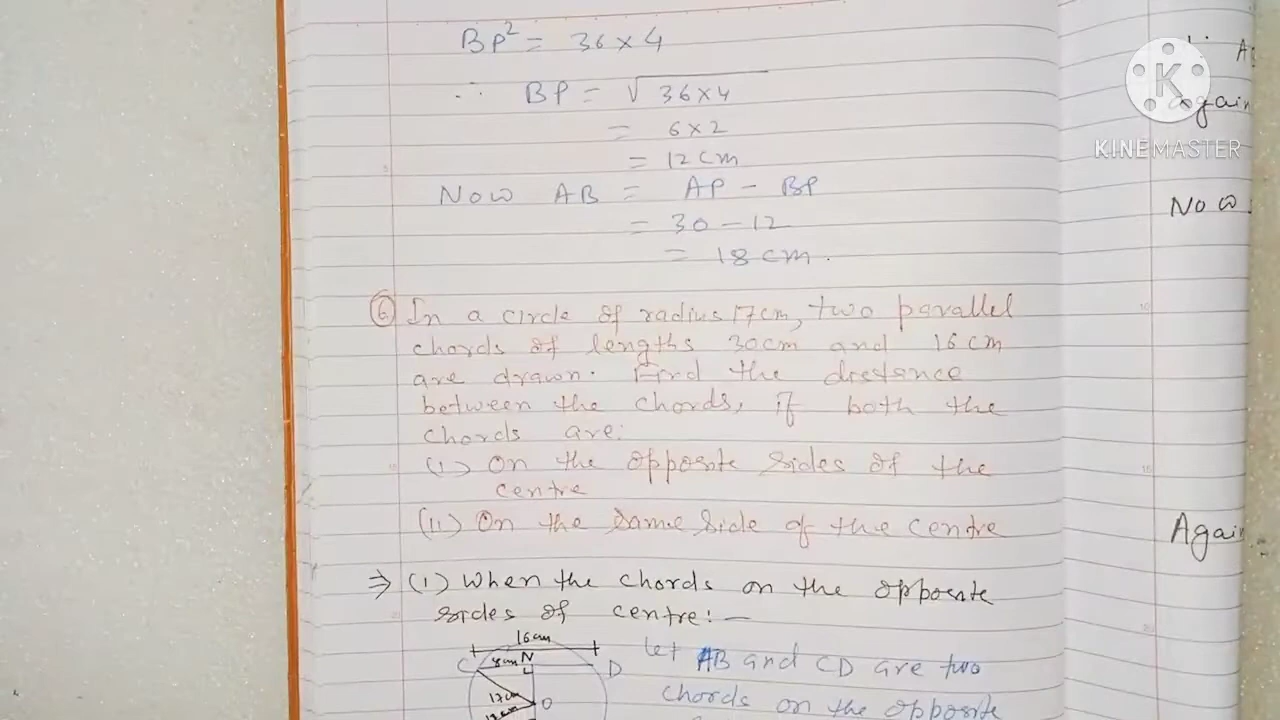 BP² = 36 × 4
∴ BP = √36×4
= 6 × 2
= 12 cm
Now AB = AP - BP
= 30 - 12
= 18 cm.
(6) In a circle of radius 17cm, two parallel
chords of lengths 30cm and 16 cm
are drawn. Find the distance
between the chords, if both the
chords are:
(i) On the opposite sides of the
centre
(ii) On the same side of the centre
⇒ (i) When the chords on the opposite
sides of centre: -
16cm
C 8cm N D
17cm O
let AB and CD are two
chords on the opposite
K
KINEMASTER
Again
Now
Again